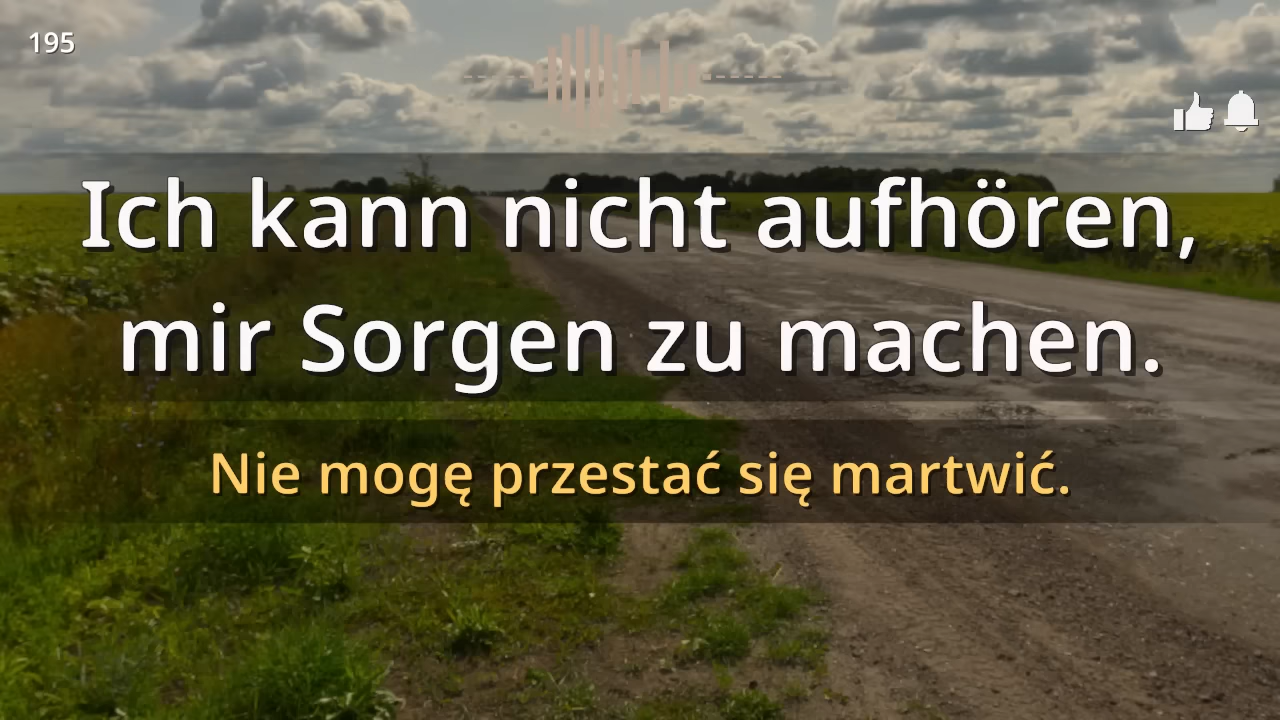 195
Ich kann nicht aufhören,
mir Sorgen zu machen.
Nie mogę przestać się martwić.